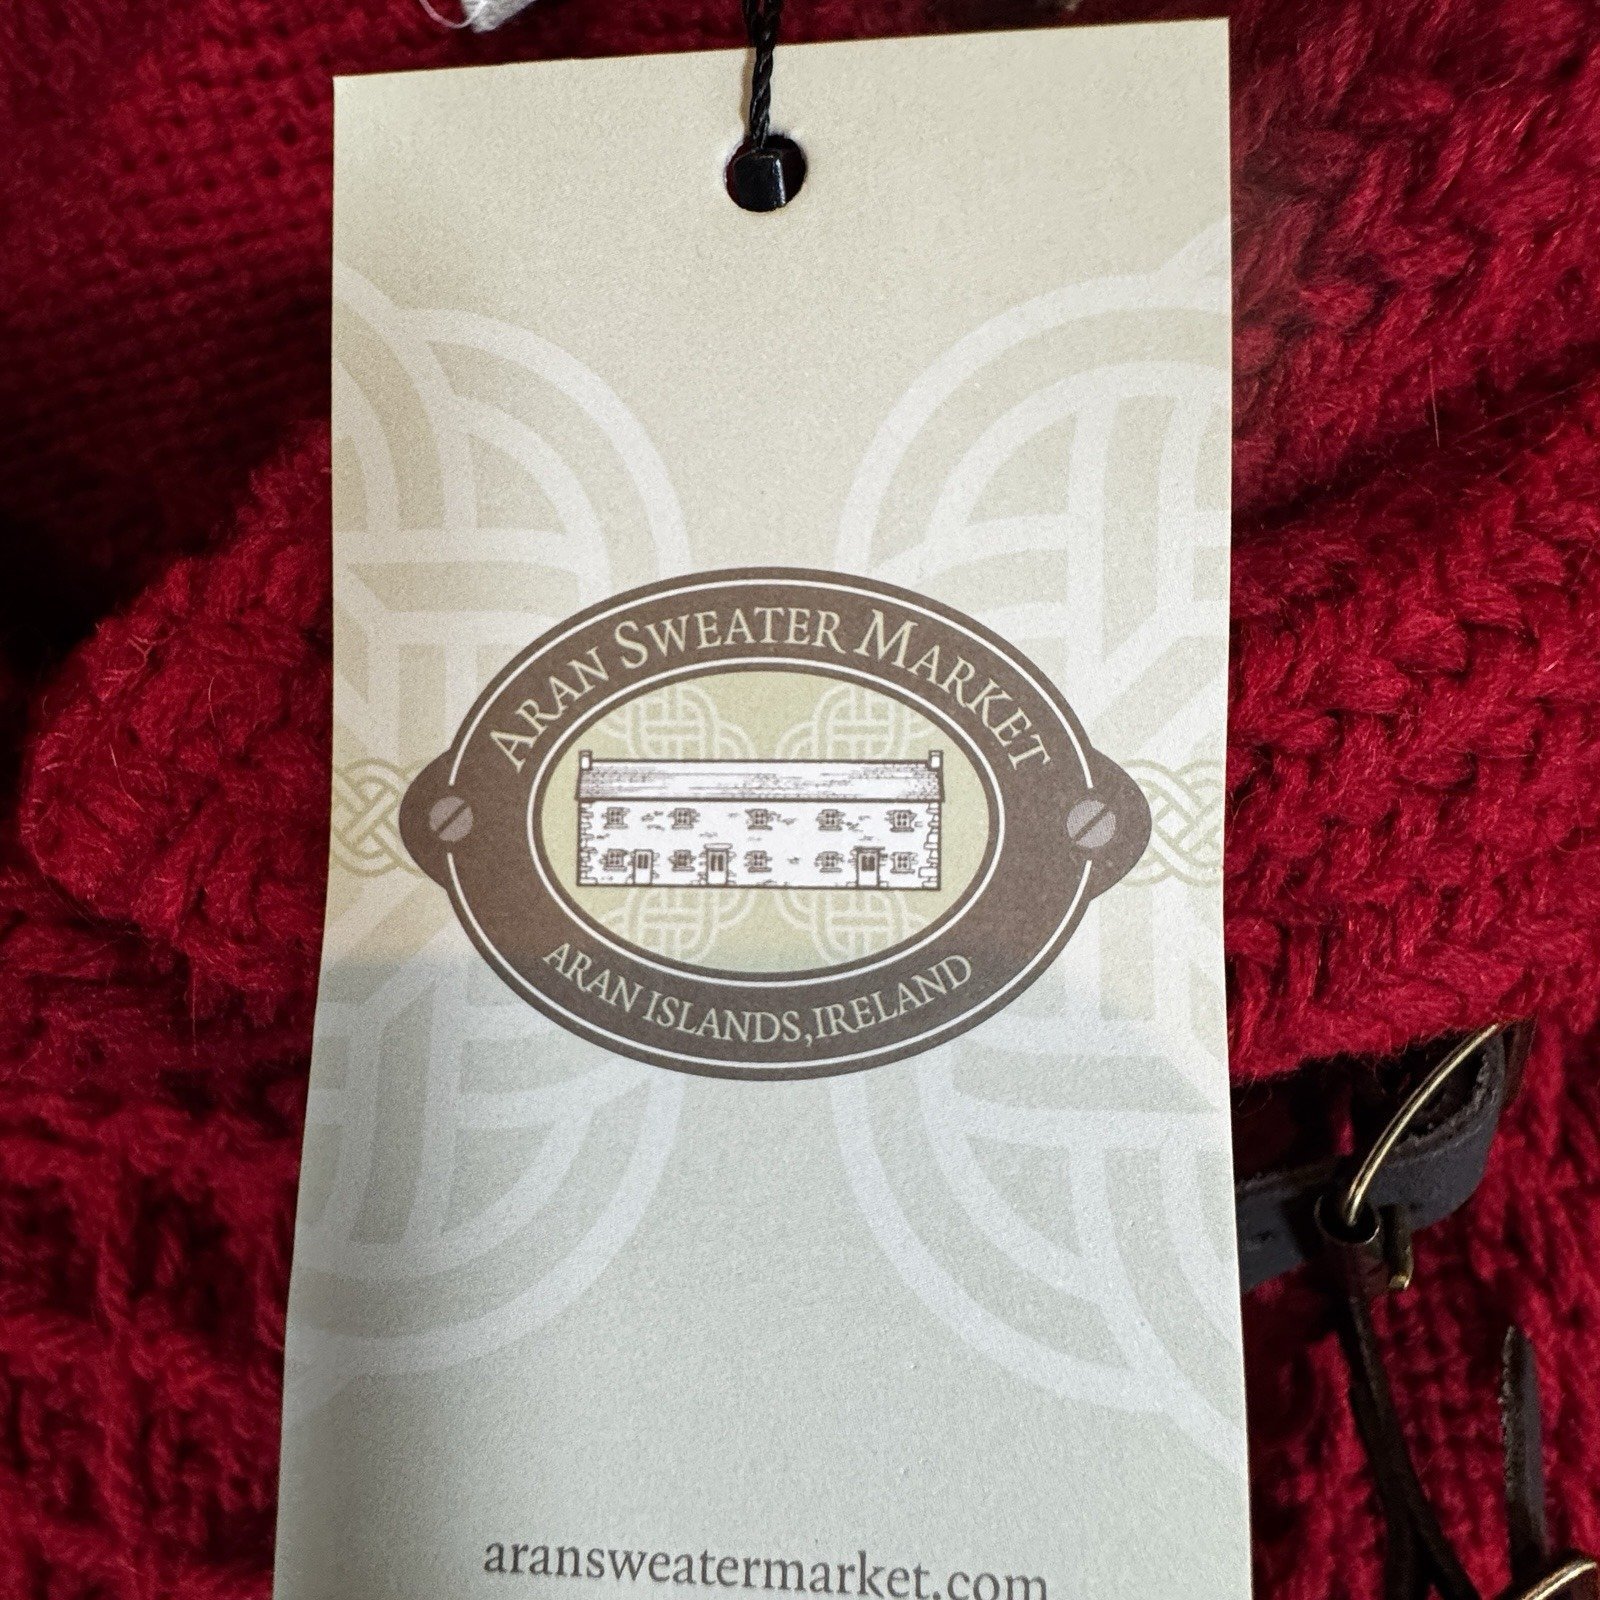 ARAN SWEATER MARKET
ARAN ISLANDS, IRELAND
aransweatermarket.com